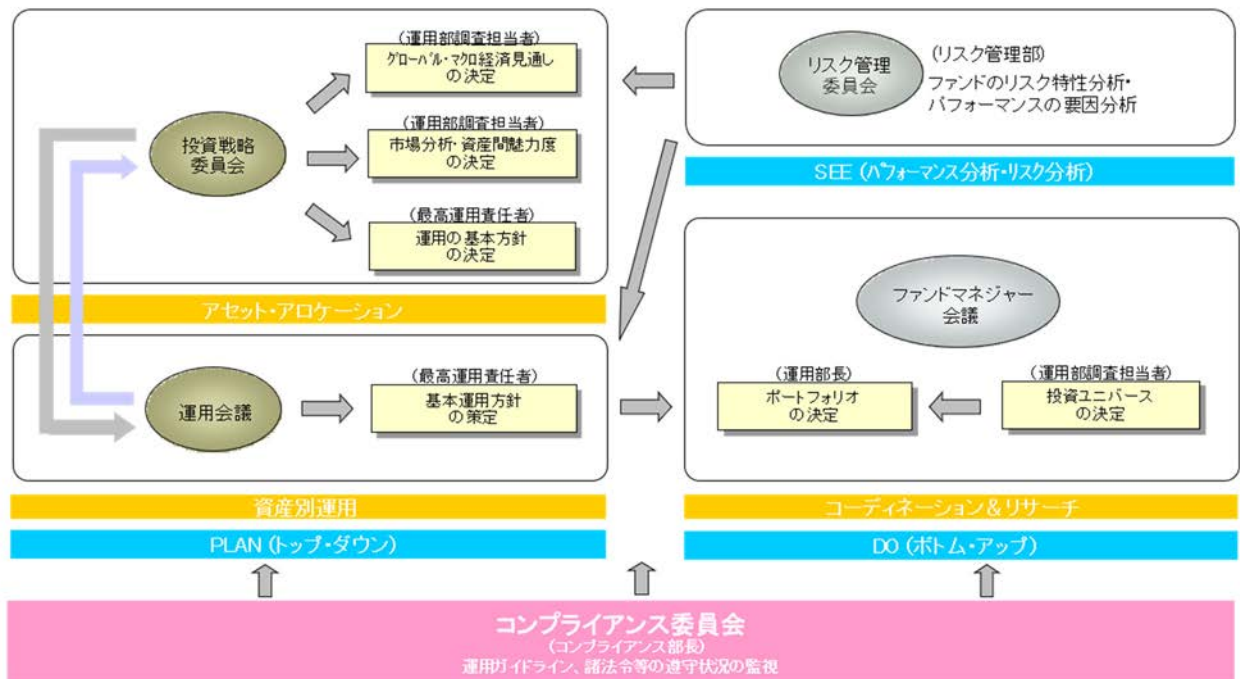 (運用部調査担当者)
グローバル・マクロ経済見通し
の決定
投資戦略
委員会
(運用部調査担当者)
市場分析・資産間魅力度
の決定
(最高運用責任者)
運用の基本方針
の決定
アセット・アロケーション
運用会議
(最高運用責任者)
基本運用方針
の策定
資産別運用
PLAN (トップ・ダウン)
リスク管理
委員会
(リスク管理部)
ファンドのリスク特性分析・
パフォーマンスの要因分析
SEE (パフォーマンス分析・リスク分析)
ファンドマネジャー
会議
(運用部長)
ポートフォリオ
の決定
(運用部調査担当者)
投資ユニバース
の決定
コーディネーション&リサーチ
DO (ボトム・アップ)
コンプライアンス委員会
(コンプライアンス部長)
運用ガイドライン、諸法令等の遵守状況の監視